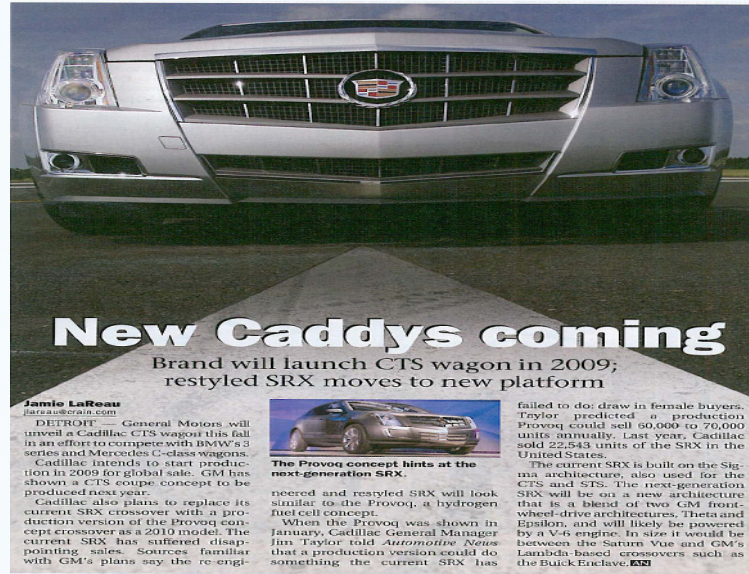 New Caddys coming
Brand will launch CTS wagon in 2009;
restyled SRX moves to new platform
Jamie LaReau
jlareau@crain.com
DETROIT — General Motors will
unveil a Cadillac CTS wagon this fall
in an effort to compete with BMW's 3
series and Mercedes C-class wagons.
Cadillac intends to start produc-
tion in 2009 for global sale. GM has
shown a CTS coupe concept to be
produced next year.
Cadillac also plans to replace its
current SRX crossover with a pro-
duction version of the Provoq con-
cept crossover as a 2010 model. The
current SRX has suffered disap-
pointing sales. Sources familiar
with GM's plans say the re-engi-
The Provoq concept hints at the
next-generation SRX.
neered and restyled SRX will look
similar to the Provoq, a hydrogen
fuel cell concept.
When the Provoq was shown in
January, Cadillac General Manager
Jim Taylor told Automotive News
that a production version could do
something the current SRX has
failed to do: draw in female buyers.
Taylor predicted a production
Provoq could sell 60,000 to 70,000
units annually. Last year, Cadillac
sold 22,543 units of the SRX in the
United States.
The current SRX is built on the Sig-
ma architecture, also used for the
CTS and STS. The next-generation
SRX will be on a new architecture
that is a blend of two GM front-
wheel-drive architectures, Theta and
Epsilon, and will likely be powered
by a V-6 engine. In size it would be
between the Saturn Vue and GM's
Lambda-based crossovers such as
the Buick Enclave. AN